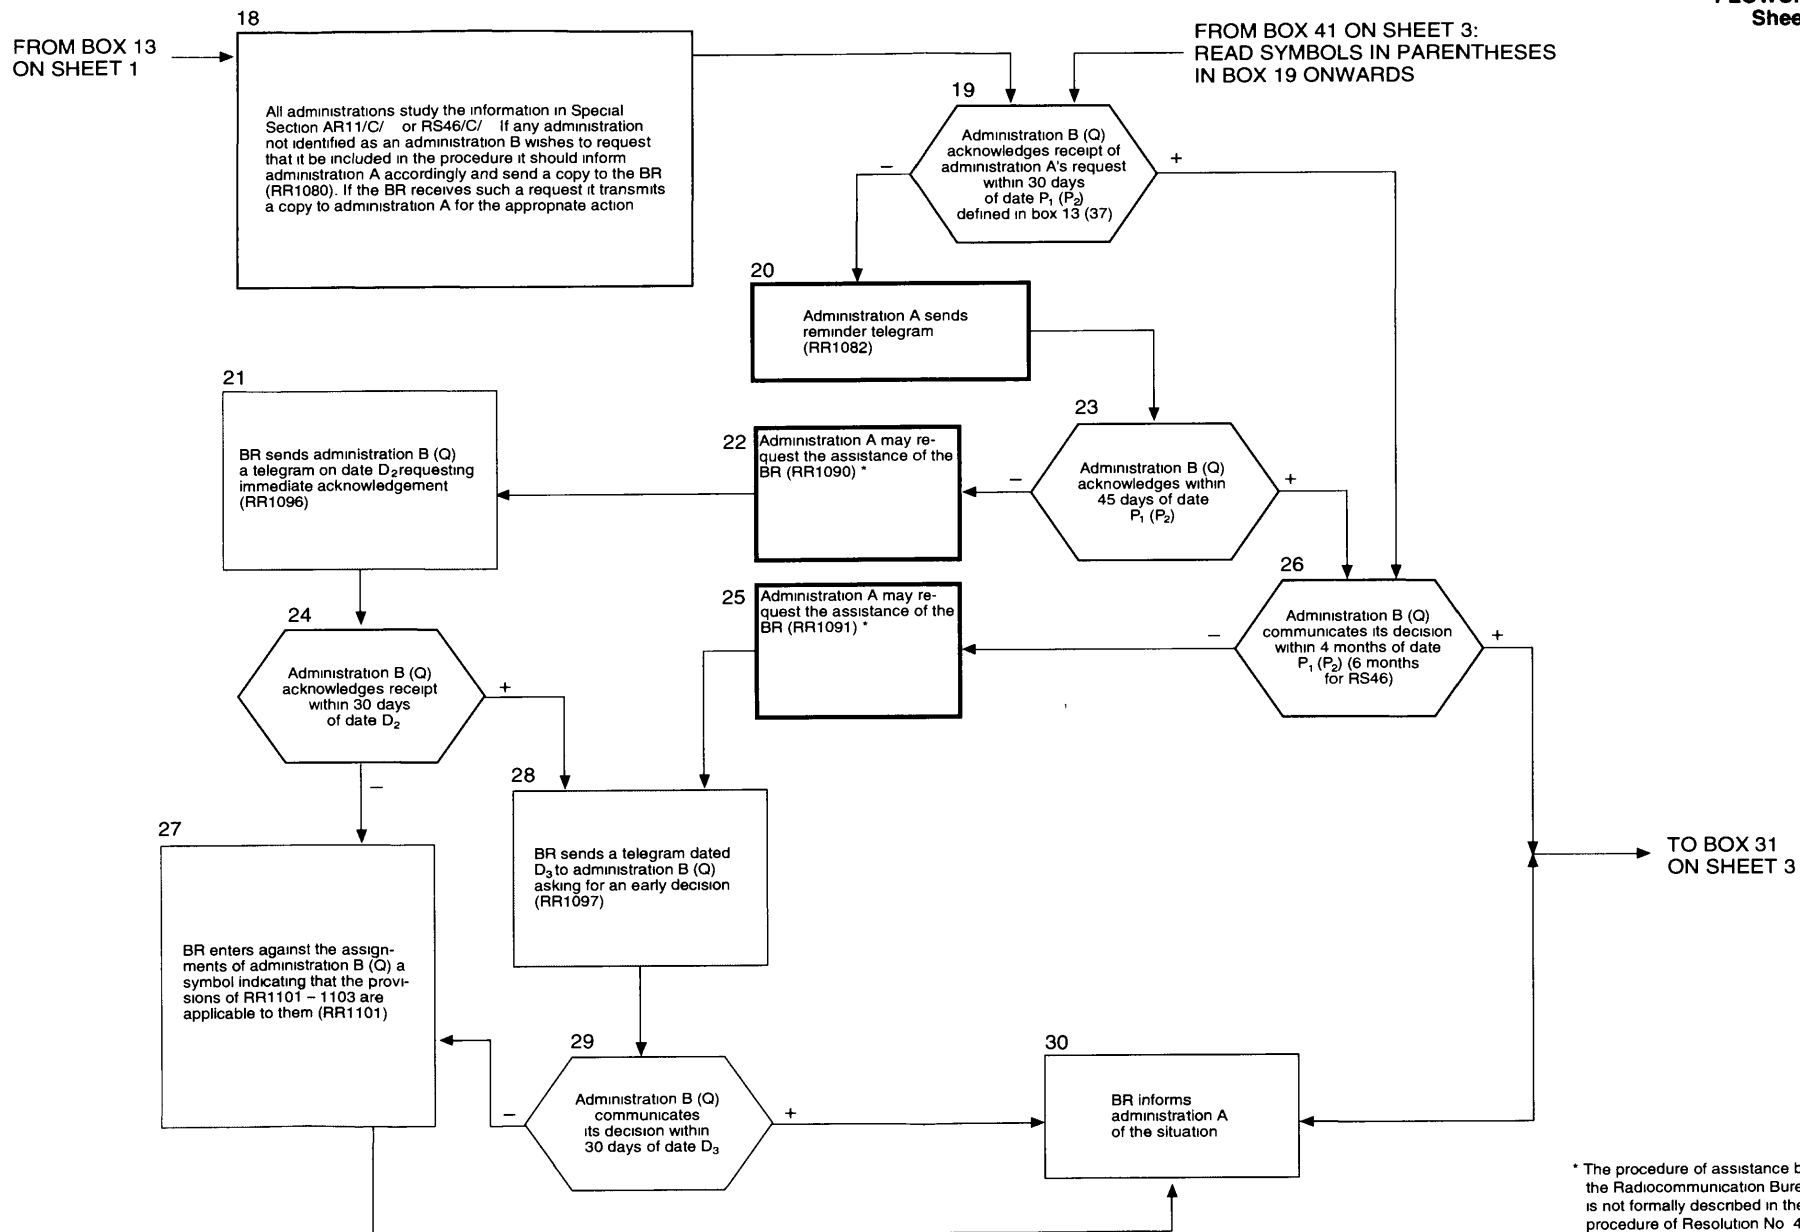 18
FROM BOX 13
ON SHEET 1
All administrations study the information in Special
Section AR11/C/ or RS46/C/ If any administration
not identified as an administration B wishes to request
that it be included in the procedure it should inform
administration A accordingly and send a copy to the BR
(RR1080). If the BR receives such a request it transmits
a copy to administration A for the appropriate action
FROM BOX 41 ON SHEET 3:
READ SYMBOLS IN PARENTHESES
IN BOX 19 ONWARDS
19
Administration B (Q)
acknowledges receipt of
administration A's request
within 30 days
of date P₁ (P₂)
defined in box 13 (37)
–
+
20
Administration A sends
reminder telegram
(RR1082)
21
BR sends administration B (Q)
a telegram on date D₂ requesting
immediate acknowledgement
(RR1096)
22
Administration A may re-
quest the assistance of the
BR (RR1090) *
23
Administration B (Q)
acknowledges within
45 days of date
P₁ (P₂)
–
+
24
Administration B (Q)
acknowledges receipt
within 30 days
of date D₂
+
–
25
Administration A may re-
quest the assistance of the
BR (RR1091) *
26
Administration B (Q)
communicates its decision
within 4 months of date
P₁ (P₂) (6 months
for RS46)
–
+
27
BR enters against the assign-
ments of administration B (Q) a
symbol indicating that the provi-
sions of RR1101 – 1103 are
applicable to them (RR1101)
28
BR sends a telegram dated
D₃ to administration B (Q)
asking for an early decision
(RR1097)
TO BOX 31
ON SHEET 3
29
Administration B (Q)
communicates
its decision within
30 days of date D₃
–
+
30
BR informs
administration A
of the situation
* The procedure of assistance
the Radiocommunication
is not formally described in the
procedure of Resolution No